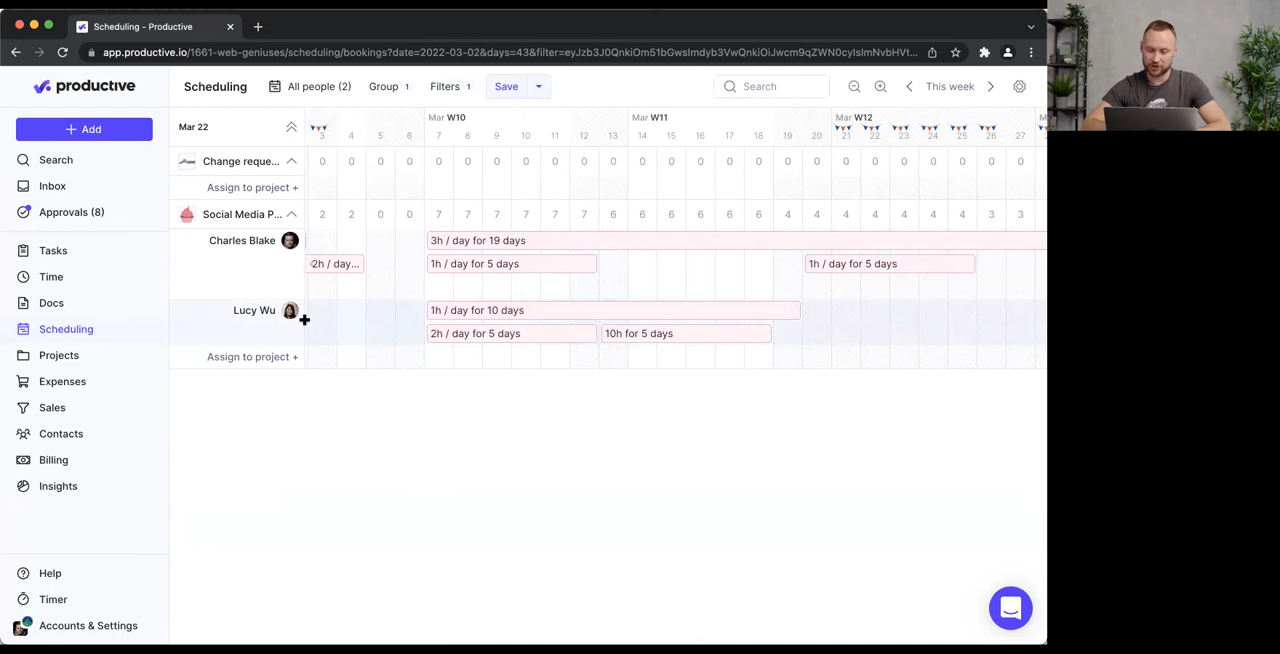 Scheduling - Productive
app.productive.io/1661-web-geniuses/scheduling/bookings?date=2022-03-02&days=43&filter=eyJzb3J0QnkiOm51bGwsImdyb3VwQnkiOiJwcm9qZWN0cyIsImNvbHVt...
productive
Scheduling All people (2) Group 1 Filters 1 Save Search This week
+ Add
Search
Inbox
Approvals (8)
Tasks
Time
Docs
Scheduling
Projects
Expenses
Sales
Contacts
Billing
Insights
Help
Timer
Accounts & Settings
Mar 22
Mar W10 Mar W11 Mar W12
3 4 5 6 7 8 9 10 11 12 13 14 15 16 17 18 19 20 21 22 23 24 25 26 27
Change reque... 0 0 0 0 0 0 0 0 0 0 0 0 0 0 0 0 0 0 0 0 0 0 0 0 0
Assign to project +
Social Media P... 2 2 0 0 7 7 7 7 7 7 6 6 6 6 6 6 4 4 4 4 4 4 4 3 3
Charles Blake 3h / day for 19 days
2h / day... 1h / day for 5 days 1h / day for 5 days
Lucy Wu 1h / day for 10 days
2h / day for 5 days 10h for 5 days
Assign to project +